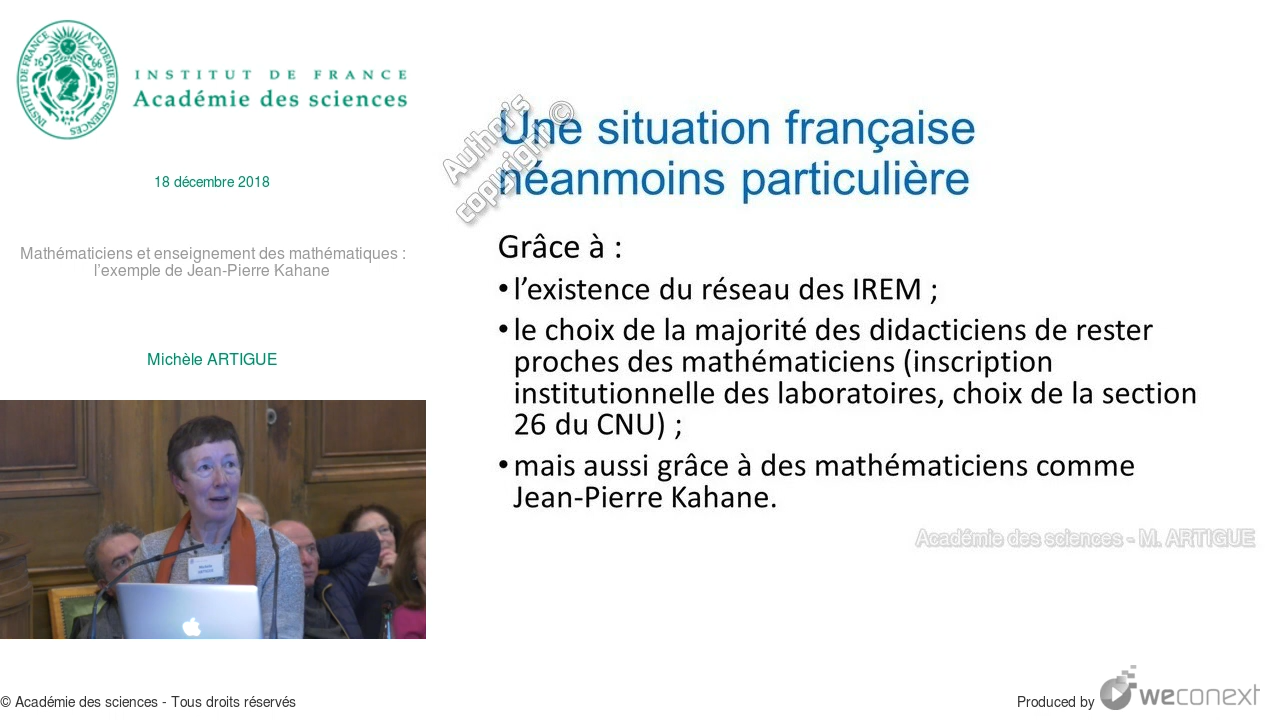 INSTITUT DE FRANCE
Académie des sciences
18 décembre 2018
Mathématiciens et enseignement des mathématiques :
l’exemple de Jean-Pierre Kahane
Michèle ARTIGUE
Author's
copyright ©
Une situation française
néanmoins particulière
Grâce à :
•l’existence du réseau des IREM ;
•le choix de la majorité des didacticiens de rester
proches des mathématiciens (inscription
institutionnelle des laboratoires, choix de la section
26 du CNU) ;
•mais aussi grâce à des mathématiciens comme
Jean-Pierre Kahane.
Académie des sciences - M. ARTIGUE
© Académie des sciences - Tous droits réservés
Produced by
weconext